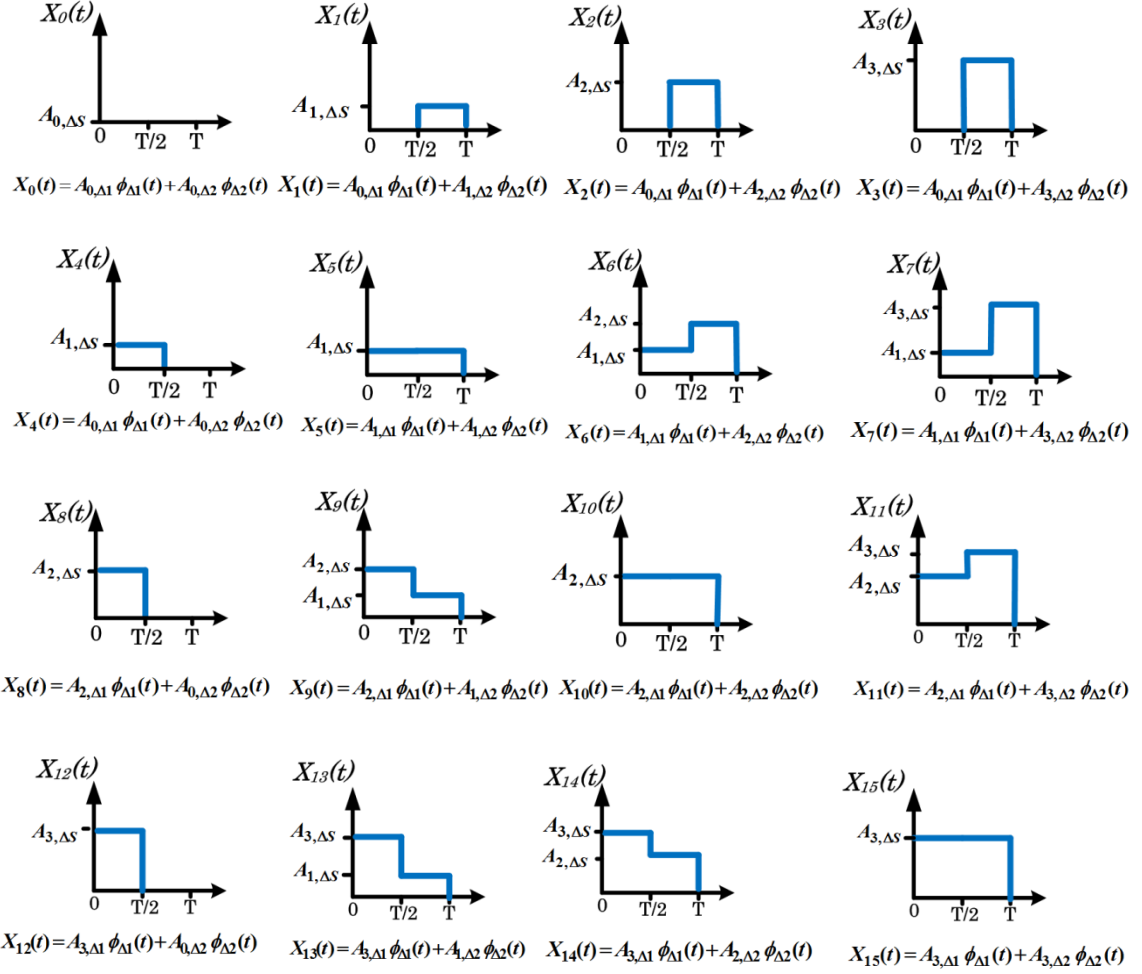 X0(t) X1(t) X2(t) X3(t)
A0,ΔS A1,ΔS A2,ΔS A3,ΔS
0 T/2 T 0 T/2 T 0 T/2 T 0 T/2 T
X0(t) = A0,Δ1 ϕΔ1(t) + A0,Δ2 ϕΔ2(t) X1(t) = A0,Δ1 ϕΔ1(t) + A1,Δ2 ϕΔ2(t) X2(t) = A0,Δ1 ϕΔ1(t) + A2,Δ2 ϕΔ2(t) X3(t) = A0,Δ1 ϕΔ1(t) + A3,Δ2 ϕΔ2(t)
X4(t) X5(t) X6(t) X7(t)
A2,ΔS A3,ΔS
A1,ΔS A1,ΔS A1,ΔS A1,ΔS
0 T/2 T 0 T 0 T/2 T 0 T/2 T
X4(t) = A0,Δ1 ϕΔ1(t) + A0,Δ2 ϕΔ2(t) X5(t) = A1,Δ1 ϕΔ1(t) + A1,Δ2 ϕΔ2(t) X6(t) = A1,Δ1 ϕΔ1(t) + A2,Δ2 ϕΔ2(t) X7(t) = A1,Δ1 ϕΔ1(t) + A3,Δ2 ϕΔ2(t)
X8(t) X9(t) X10(t) X11(t)
A2,ΔS A2,ΔS A2,ΔS A3,ΔS
A1,ΔS A2,ΔS
0 T/2 T 0 T/2 T 0 T/2 T 0 T/2 T
X8(t) = A2,Δ1 ϕΔ1(t) + A0,Δ2 ϕΔ2(t) X9(t) = A2,Δ1 ϕΔ1(t) + A1,Δ2 ϕΔ2(t) X10(t) = A2,Δ1 ϕΔ1(t) + A2,Δ2 ϕΔ2(t) X11(t) = A2,Δ1 ϕΔ1(t) + A3,Δ2 ϕΔ2(t)
X12(t) X13(t) X14(t) X15(t)
A3,ΔS A3,ΔS A3,ΔS A3,ΔS
A1,ΔS A2,ΔS
0 T/2 T 0 T/2 T 0 T/2 T 0 T/2 T
X12(t) = A3,Δ1 ϕΔ1(t) + A0,Δ2 ϕΔ2(t) X13(t) = A3,Δ1 ϕΔ1(t) + A1,Δ2 ϕΔ2(t) X14(t) = A3,Δ1 ϕΔ1(t) + A2,Δ2 ϕΔ2(t) X15(t) = A3,Δ1 ϕΔ1(t) + A3,Δ2 ϕΔ2(t)